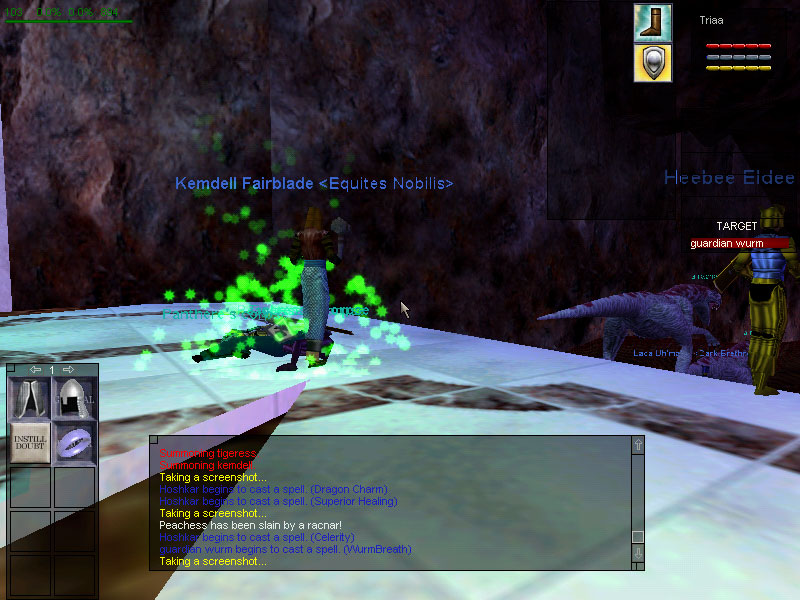 Triaa
Kemdell Fairblade <Equites Nobilis>
Heebee Eldee
TARGET
guardian wurm
1
INSTILL
DOUBT
Summoning tigeress
Summoning kemdell
Taking a screenshot...
Hoshkar begins to cast a spell. (Dragon Charm)
Hoshkar begins to cast a spell. (Superior Healing)
Taking a screenshot...
Peachess has been slain by a racnar!
Hoshkar begins to cast a spell. (Celerity)
guardian wurm begins to cast a spell. (WurmBreath)
Taking a screenshot...